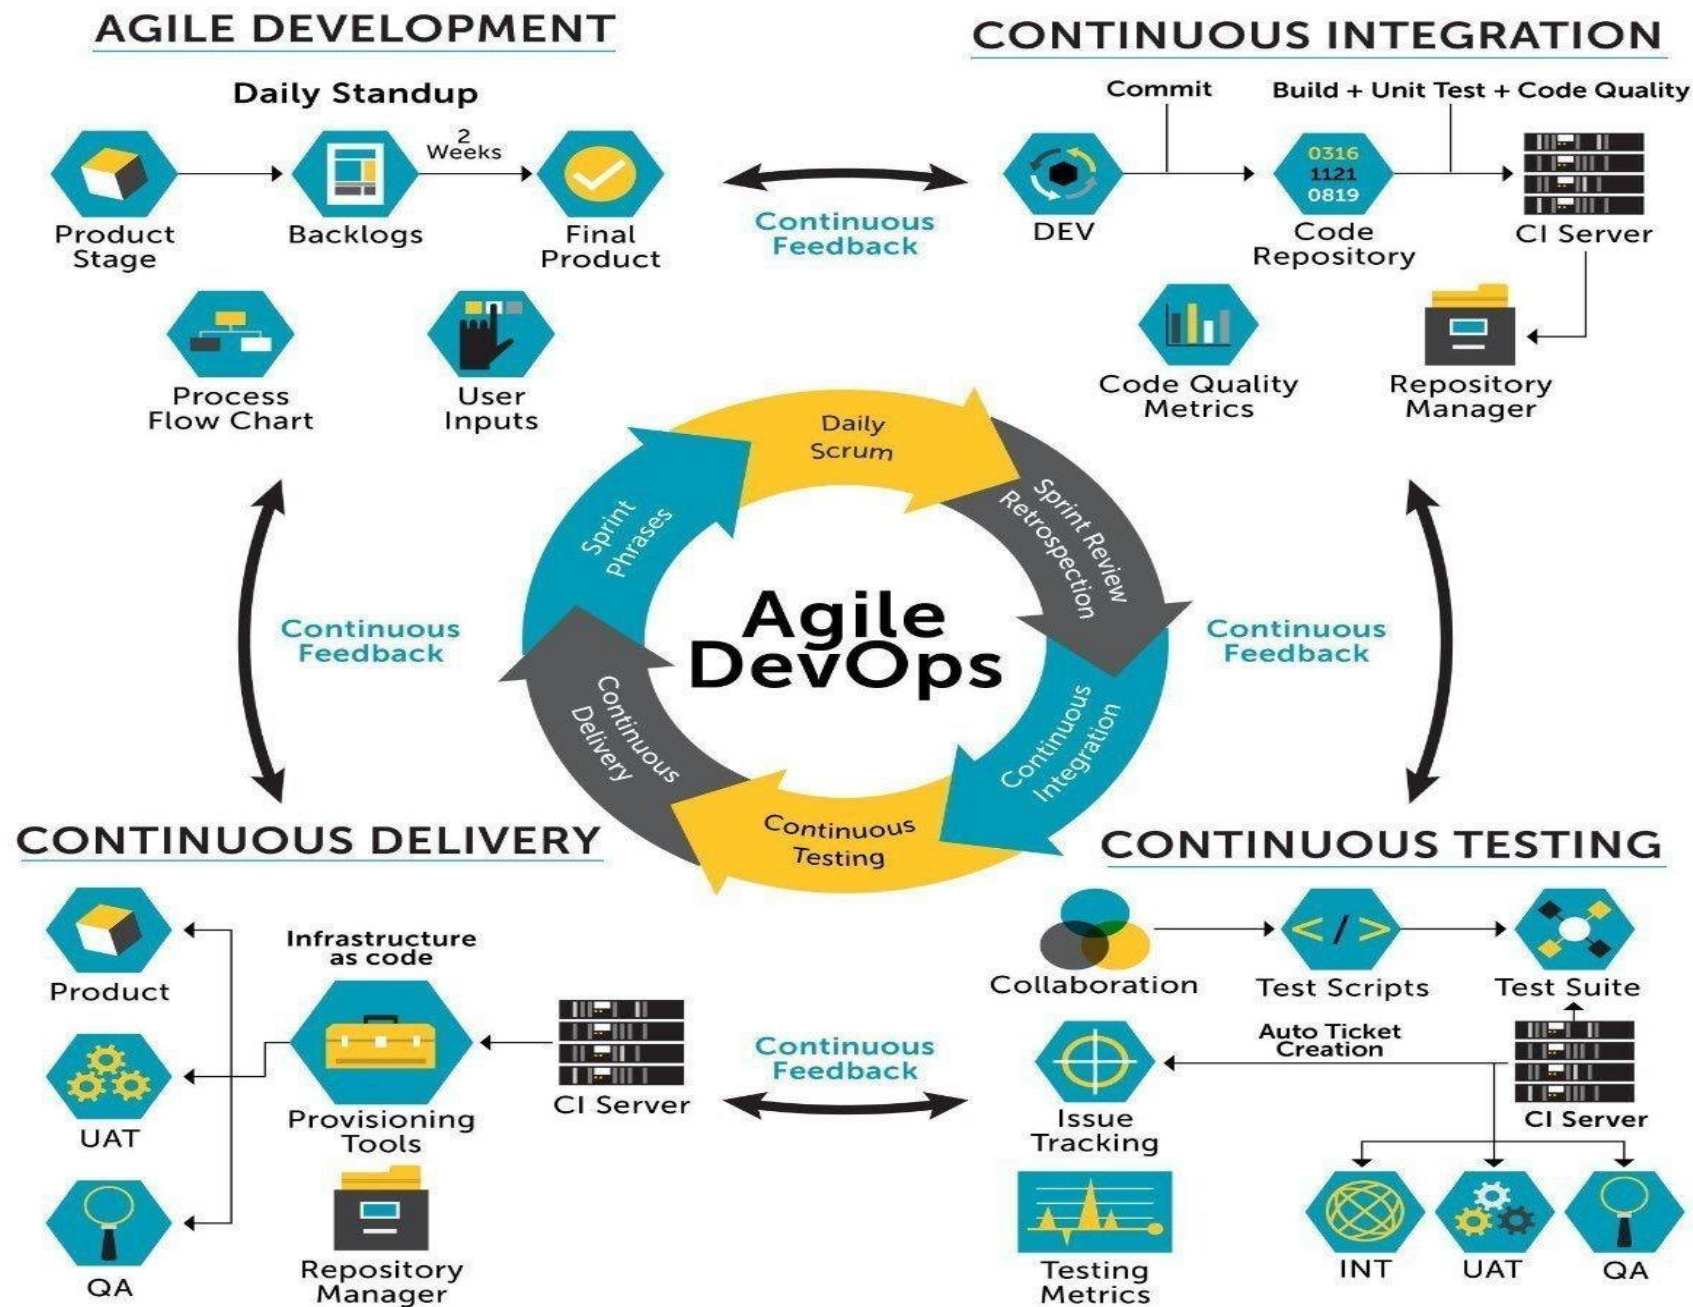 AGILE DEVELOPMENT
Daily Standup
2
Weeks
Product
Stage
Backlogs
Final
Product
Process
Flow Chart
User
Inputs
Continuous
Feedback
CONTINUOUS INTEGRATION
Commit
Build + Unit Test + Code Quality
0316
1121
0819
DEV
Code
Repository
CI Server
Code Quality
Metrics
Repository
Manager
Daily
Scrum
Sprint Review
Retrospection
Continuous
Integration
Continuous
Testing
Continuous
Delivery
Sprint
Phrases
Agile
DevOps
Continuous
Feedback
Continuous
Feedback
CONTINUOUS DELIVERY
Product
Infrastructure
as code
UAT
Provisioning
Tools
CI Server
QA
Repository
Manager
Continuous
Feedback
CONTINUOUS TESTING
Collaboration
< / >
Test Scripts
Test Suite
Auto Ticket
Creation
Issue
Tracking
CI Server
Testing
Metrics
INT
UAT
QA